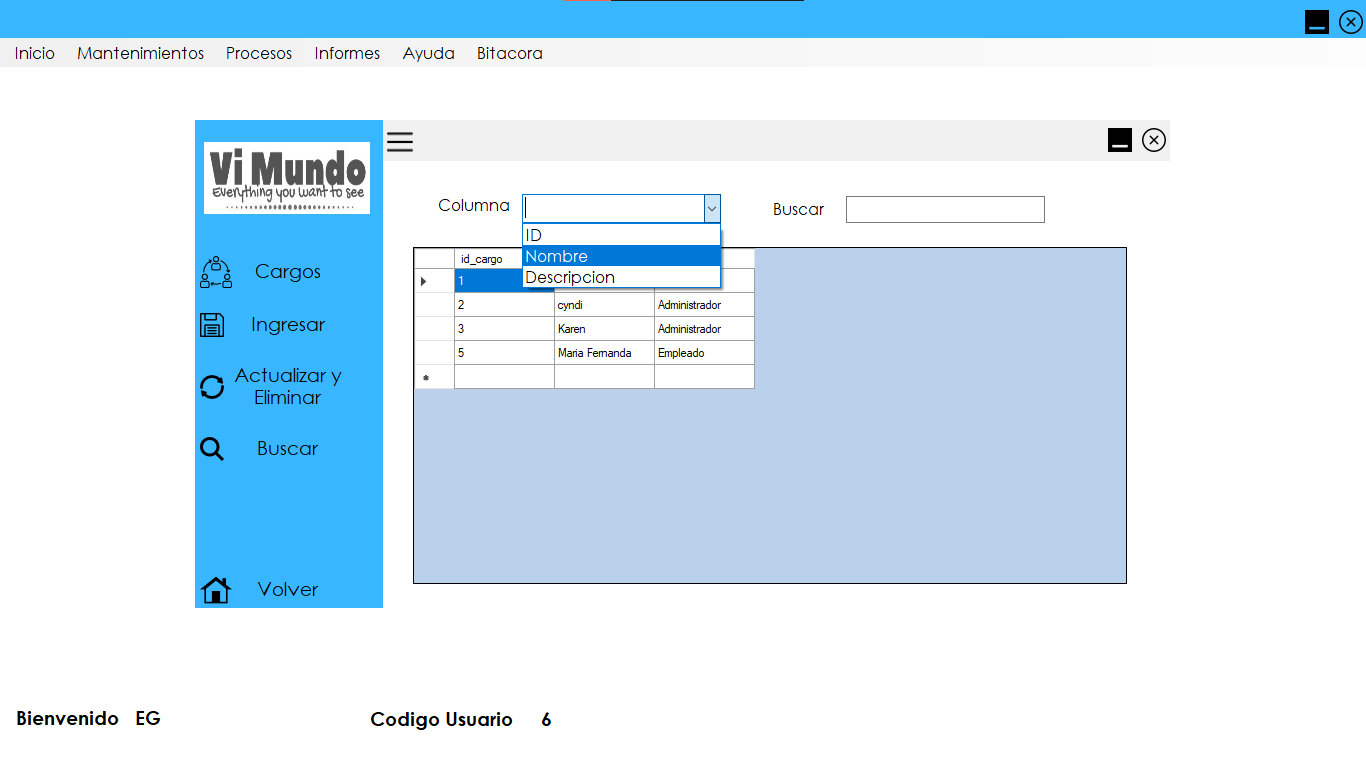 Inicio Mantenimientos Procesos Informes Ayuda Bitacora
Vi Mundo
Everything you want to see
Columna
Buscar
ID
Nombre
Descripcion
Cargos
Ingresar
Actualizar y
Eliminar
Buscar
Volver
id_cargo
1
2 cyndi Administrador
3 Karen Administrador
5 Maria Fernanda Empleado
Bienvenido EG Codigo Usuario 6